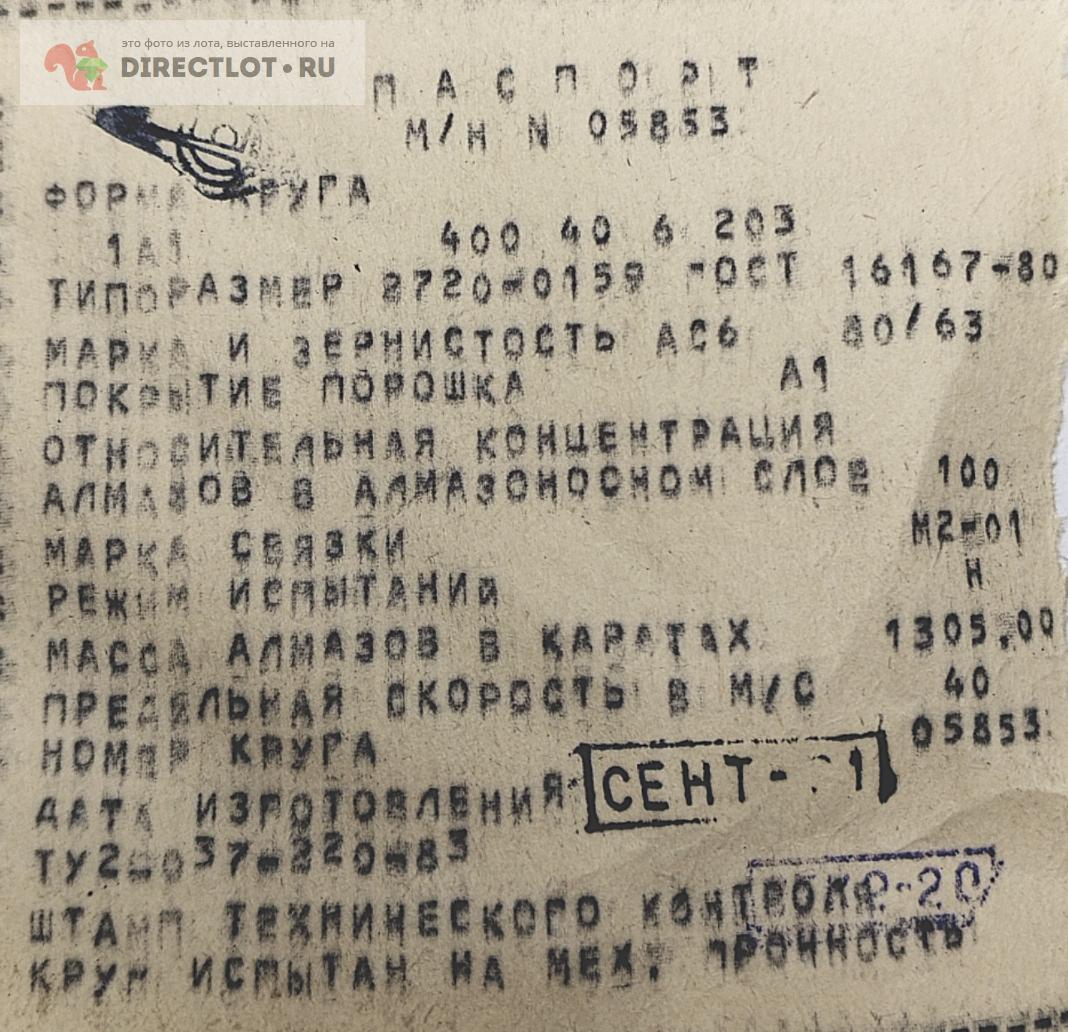 это фото из лота, выставленного на
DIRECTLOT.RU
ПАСПОРТ
М/Н N 05853
ФОРМА КРУГА
1А1 400 40 6 203
ТИПОРАЗМЕР 2720-0159 ГОСТ 16167-80
МАРКА И ЗЕРНИСТОСТЬ АС6 80/63
ПОКРЫТИЕ ПОРОШКА А1
ОТНОСИТЕЛЬНАЯ КОНЦЕНТРАЦИЯ
АЛМАЗОВ В АЛМАЗОНОСНОМ СЛОЕ 100
МАРКА СВЯЗКИ М2-01
РЕЖИМ ИСПЫТАНИЯ Н
МАССА АЛМАЗОВ В КАРАТАХ 1305.00
ПРЕДЕЛЬНАЯ СКОРОСТЬ В М/С 40
НОМЕР КРУГА 05853
ДАТА ИЗГОТОВЛЕНИЯ СЕНТ-
ТУ2-037-220-83
ШТАМП ТЕХНИЧЕСКОГО КОНТРОЛЯ
КРУГ ИСПЫТАН НА МЕХ. ПРОЧНОСТЬ